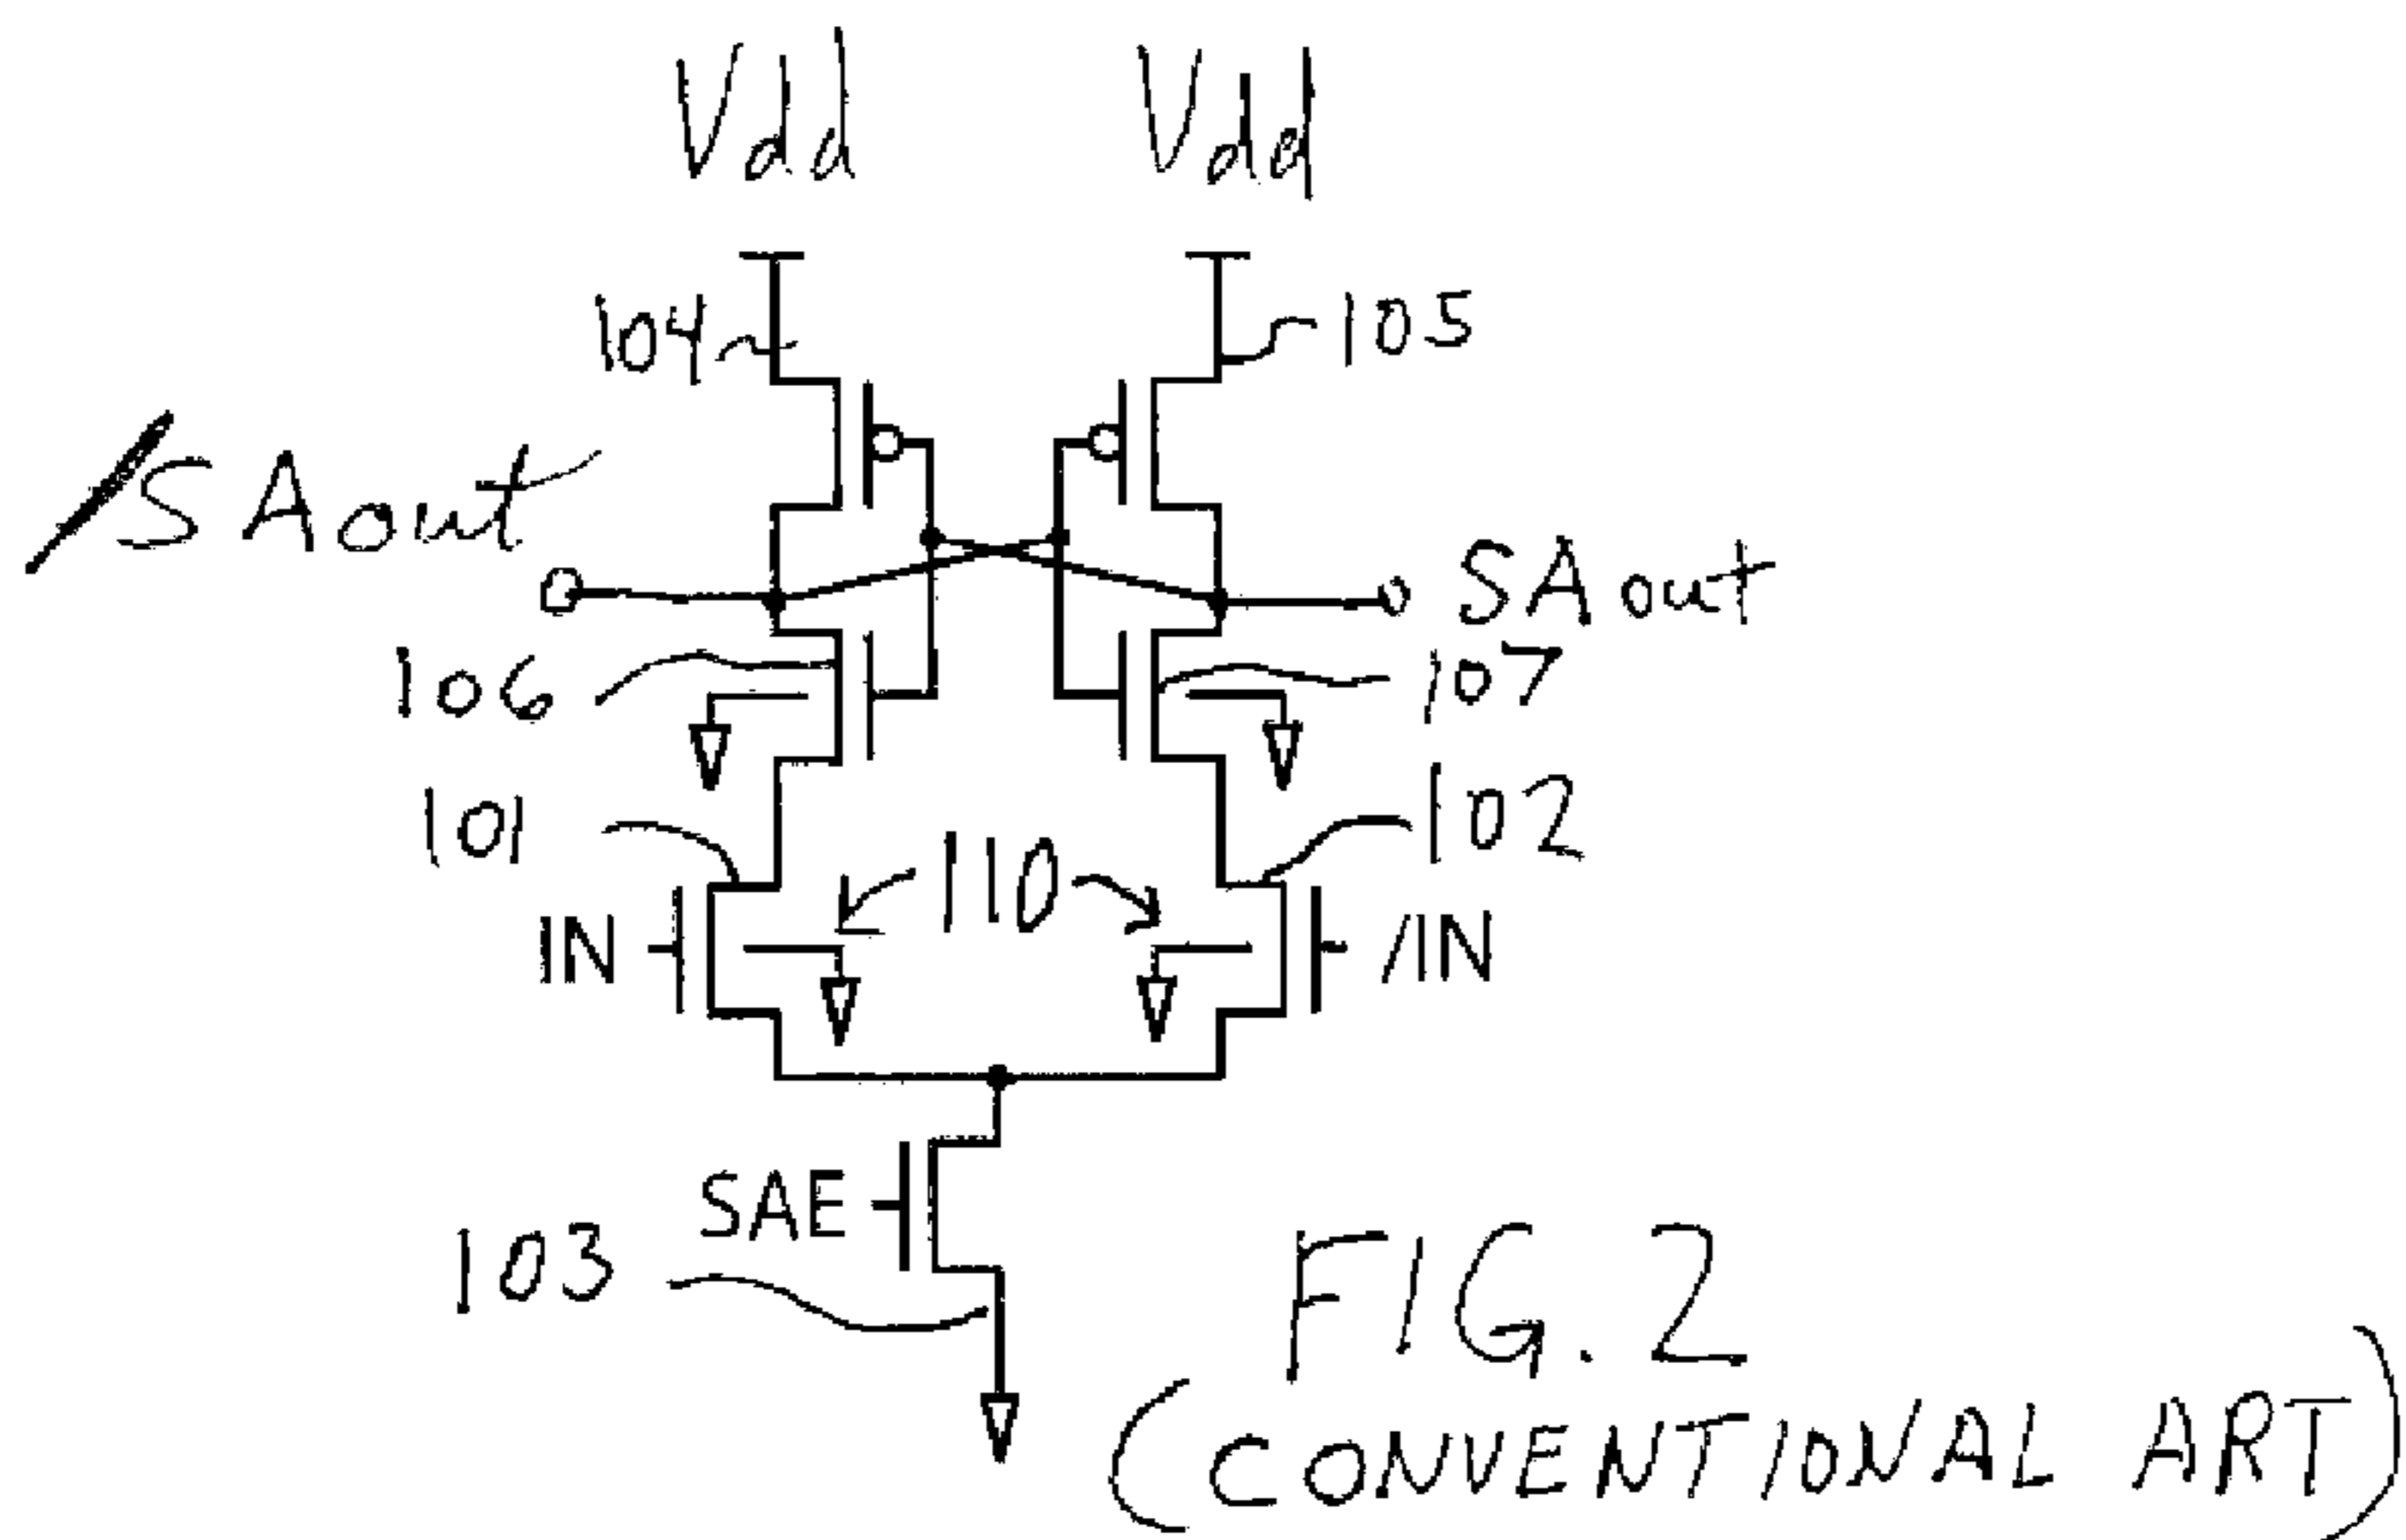 Vdd Vdd
104 105
/SAout
SAout
106 107
101 110 102
IN /IN
SAE
103
FIG. 2
(CONVENTIONAL ART)